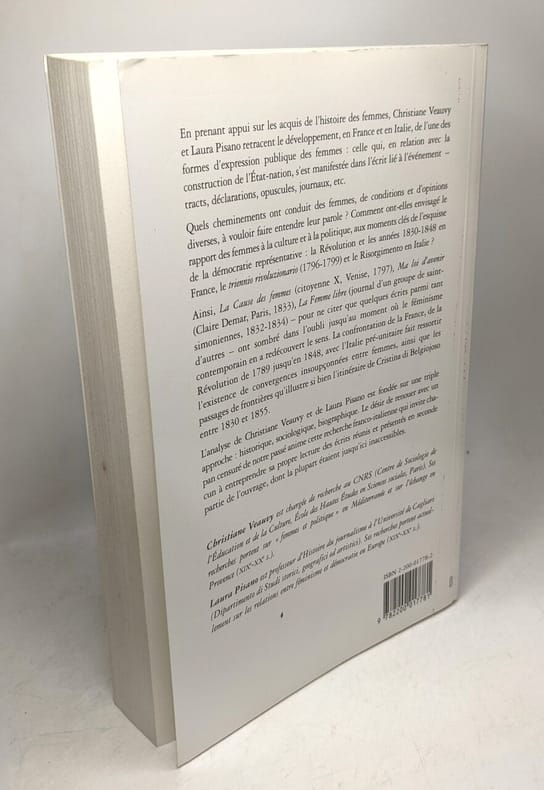 En prenant appui sur les acquis de l'histoire des femmes, Christiane Veauvy
et Laura Pisano retracent le développement, en France et en Italie, de l'une des
formes d'expression publique des femmes : celle qui, en relation avec la
construction de l'État-nation, s'est manifestée dans l'écrit lié à l'événement –
tracts, déclarations, opuscules, journaux, etc.
Quels cheminements ont conduit des femmes, de conditions et d'opinions
diverses, à vouloir faire entendre leur parole ? Comment ont-elles envisagé le
rapport des femmes à la culture et à la politique, aux moments clés de l'esquisse
de la démocratie représentative : la Révolution et les années 1830-1848 en
France, le triennio rivoluzionario (1796-1799) et le Risorgimento en Italie ?
Ainsi, La Cause des femmes (citoyenne X, Venise, 1797), Ma loi d'avenir
(Claire Demar, Paris, 1833), La Femme libre (journal d'un groupe de saint-
simoniennes, 1832-1834) – pour ne citer que quelques écrits parmi tant
d'autres – ont sombré dans l'oubli jusqu'au moment où le féminisme
contemporain en a redécouvert le sens. La confrontation de la France, de la
Révolution de 1789 jusqu'en 1848, avec l'Italie pré-unitaire fait ressortir
l'existence de convergences insoupçonnées entre femmes, ainsi que les
passages de frontières qu'illustre si bien l'itinéraire de Cristina di Belgiojoso
entre 1830 et 1855.
L'analyse de Christiane Veauvy et de Laura Pisano est fondée sur une triple
approche : historique, sociologique, biographique. Le désir de renouer avec un
pan censuré de notre passé anime cette recherche franco-italienne qui invite cha-
cun à entreprendre sa propre lecture des écrits réunis et présentés en seconde
partie de l'ouvrage, dont la plupart étaient jusqu'ici inaccessibles.
Christiane Veauvy est chargée de recherche au CNRS (Centre de Sociologie de
l'Éducation et de la Culture, École des Hautes Études en Sciences sociales, Paris). Ses
recherches portent sur « femmes et politique » en Méditerranée et sur l'échange en
Provence (XIXe-XXe s.).
Laura Pisano est professeur d'Histoire du journalisme à l'Université de Cagliari
(Dipartimento di Studi storici, geografici ed artistici). Ses recherches portent actuel-
lement sur les relations entre féminisme et démocratie en Europe (XIXe-XXe s.).
ISBN 2-200-01778-2
9 782200 017781